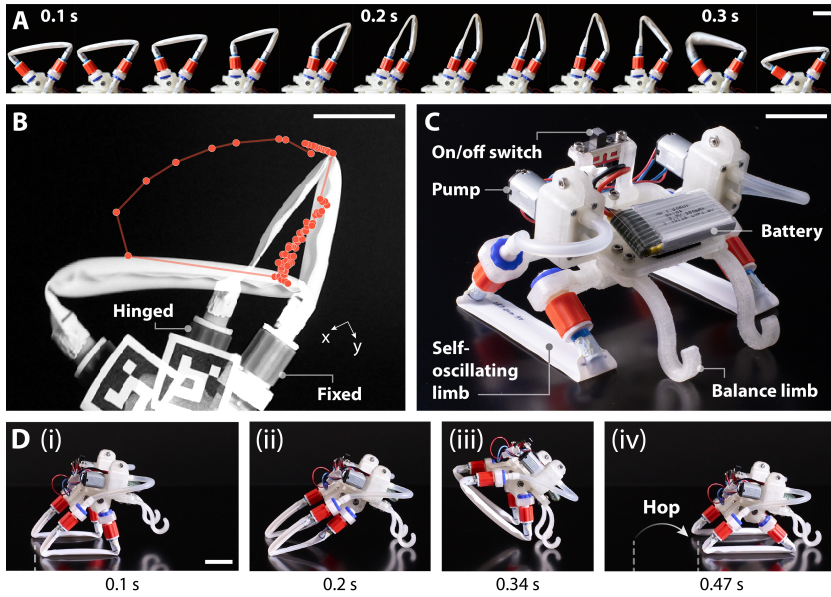 A
0.1 s
0.2 s
0.3 s
B
Hinged
x
y
Fixed
C
On/off switch
Pump
Battery
Self-
oscillating
limb
Balance limb
D (i)
(ii)
(iii)
(iv)
Hop
0.1 s
0.2 s
0.34 s
0.47 s